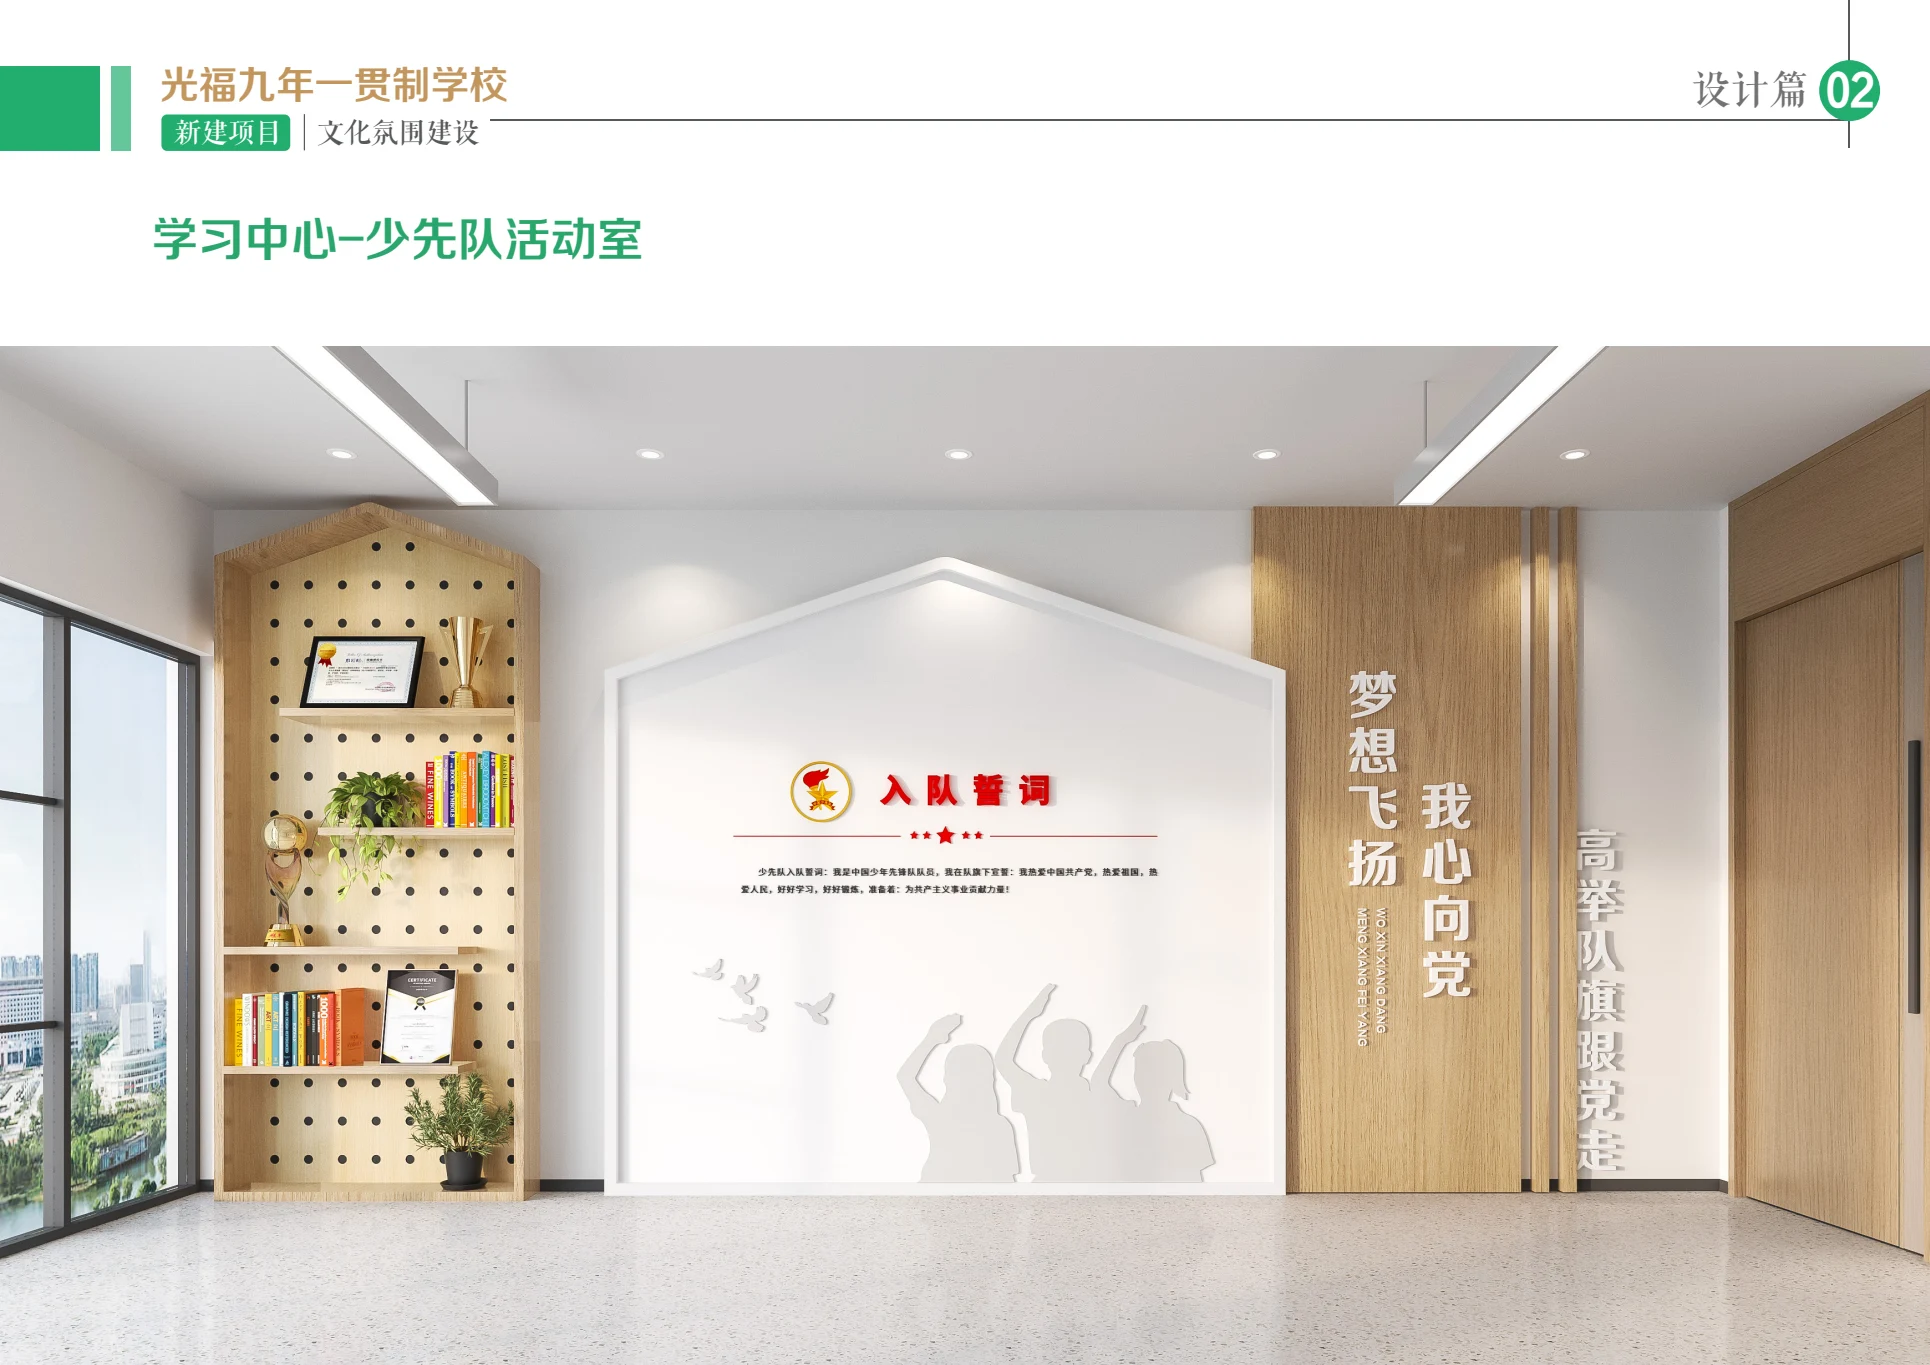 光福九年一贯制学校
新建项目 | 文化氛围建设
设计篇 02
学习中心-少先队活动室
入队誓词
少先队入队誓词：我是中国少年先锋队队员，我在队旗下宣誓：我热爱中国共产党，热爱祖国，热
爱人民，好好学习，好好锻炼，准备着：为共产主义事业贡献力量！
我心向党
梦想飞扬
WO XIN XIANG DANG
MENG XIANG FEI YANG
高举队旗跟党走
FINE WINES
CERTIFICATE